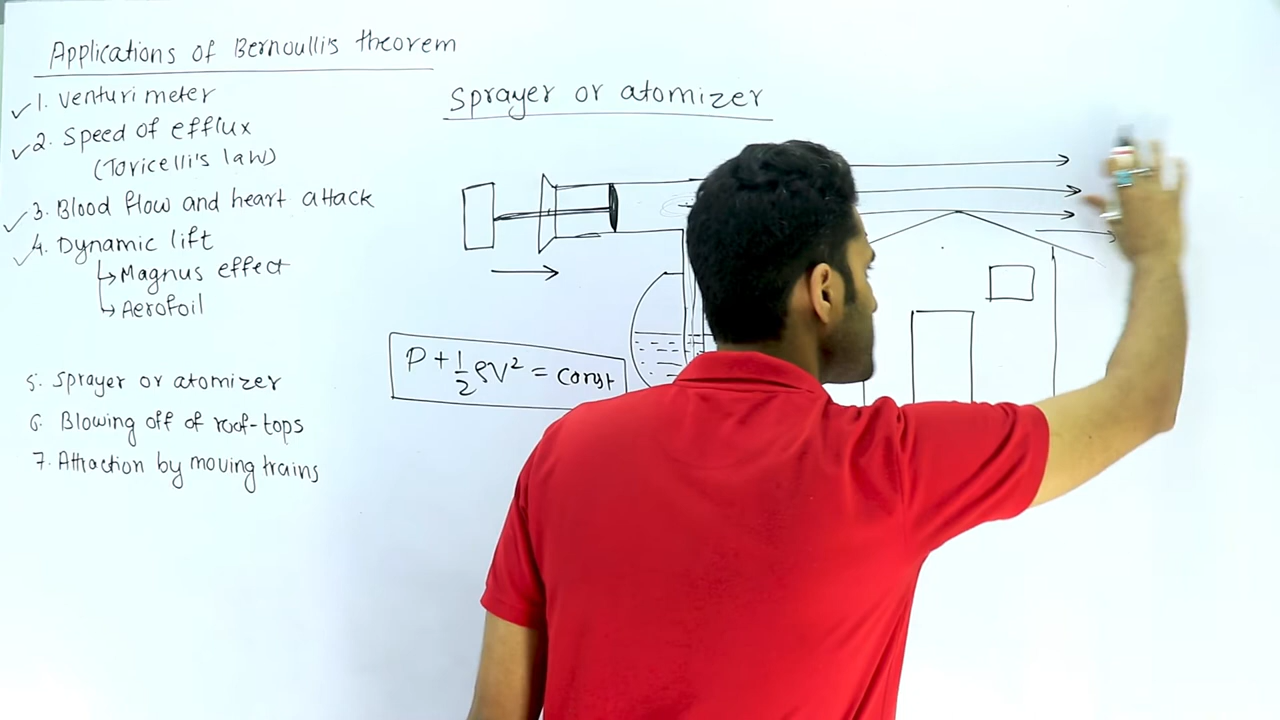 Applications of Bernoulli's theorem
1. Venturi meter
2. Speed of efflux
(Toricelli's law)
3. Blood flow and heart attack
4. Dynamic lift
↳ Magnus effect
↳ Aerofoil
5. Sprayer or atomizer
6. Blowing off of roof-tops
7. Attraction by moving trains
Sprayer or atomizer
P + 1/2 ρV² = const